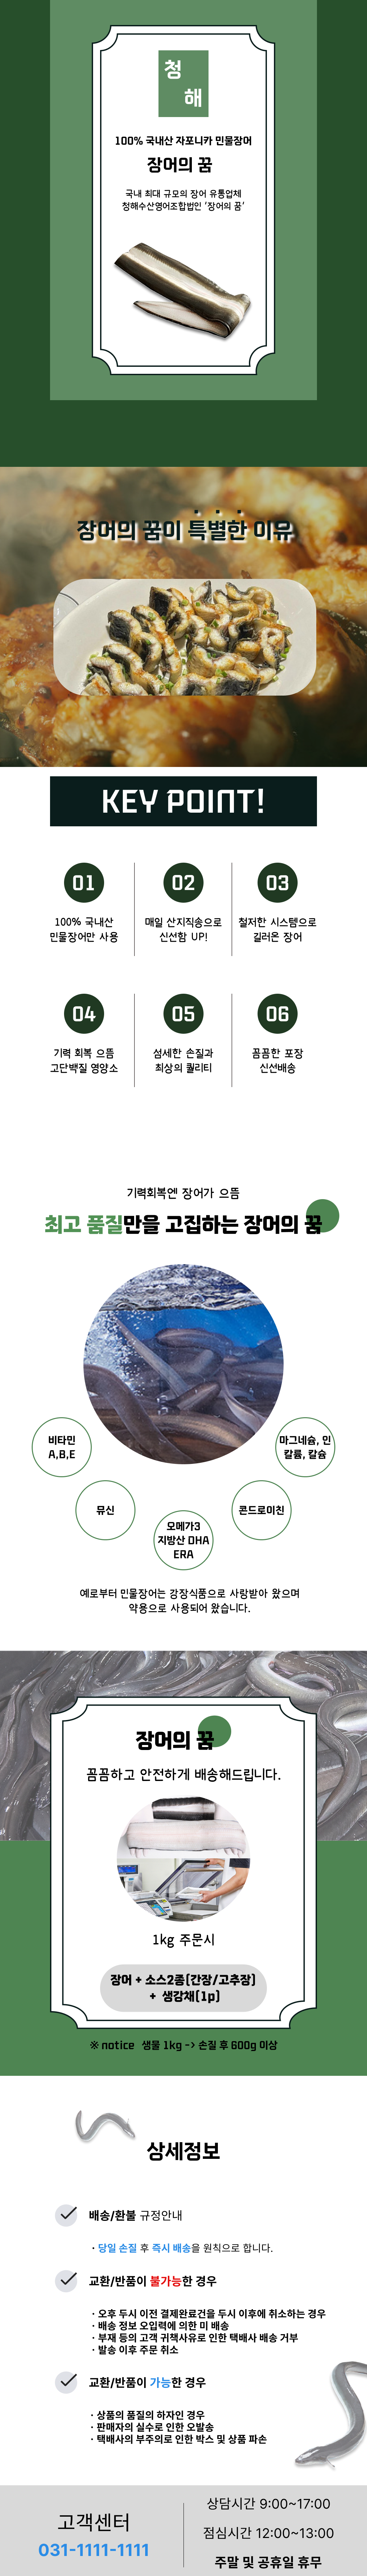 청
해
100% 국내산 자포니카 민물장어
장어의 꿈
국내 최대 규모의 장어 유통업체
청해수산영어조합법인 '장어의 꿈'
장어의 꿈이 특별한 이유
KEY POINT!
01
02
03
100% 국내산
민물장어만 사용
매일 산지직송으로
신선함 UP!
철저한 시스템으로
길러온 장어
04
05
06
기력 회복 으뜸
고단백질 영양소
섬세한 손질과
최상의 퀄리티
꼼꼼한 포장
신선배송
기력회복엔 장어가 으뜸
최고 품질만을 고집하는 장어의 꿈
비타민
A,B,E
뮤신
오메가3
지방산 DHA
ERA
콘드로이친
마그네슘, 인
칼륨, 칼슘
예로부터 민물장어는 강장식품으로 사랑받아 왔으며
약용으로 사용되어 왔습니다.
장어의 꿈
꼼꼼하고 안전하게 배송해드립니다.
1kg 주문시
장어 + 소스2종(간장/고추장)
+ 생강채(1p)
※ notice 생물 1kg -> 손질 후 600g 이상
상세정보
배송/환불 규정안내
· 당일 손질 후 즉시 배송을 원칙으로 합니다.
교환/반품이 불가능한 경우
· 오후 두시 이전 결제완료건을 두시 이후에 취소하는 경우
· 배송 정보 오입력에 의한 미 배송
· 부재 등의 고객 귀책사유로 인한 택배사 배송 거부
· 발송 이후 주문 취소
교환/반품이 가능한 경우
· 상품의 품질의 하자인 경우
· 판매자의 실수로 인한 오발송
· 택배사의 부주의로 인한 박스 및 상품 파손
고객센터
031-1111-1111
상담시간 9:00~17:00
점심시간 12:00~13:00
주말 및 공휴일 휴무